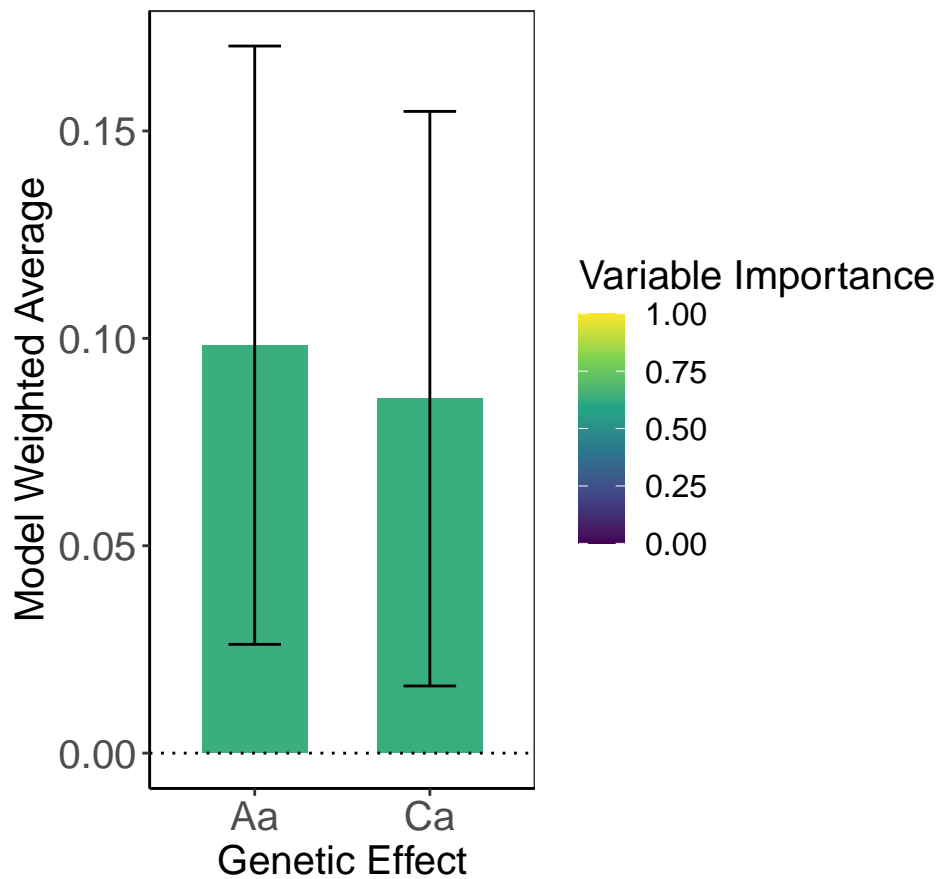 Model Weighted Average
0.15
0.10
0.05
0.00
Aa
Ca
Genetic Effect
Variable Importance
1.00
0.75
0.50
0.25
0.00